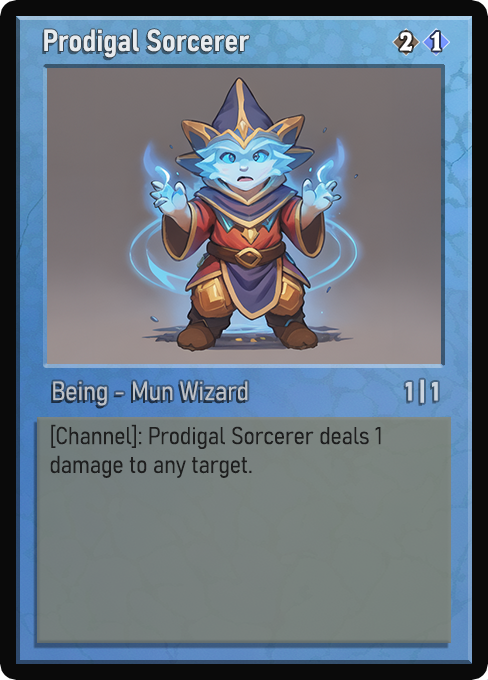 Prodigal Sorcerer 2 1
Being - Mun Wizard 1|1
[Channel]: Prodigal Sorcerer deals 1
damage to any target.